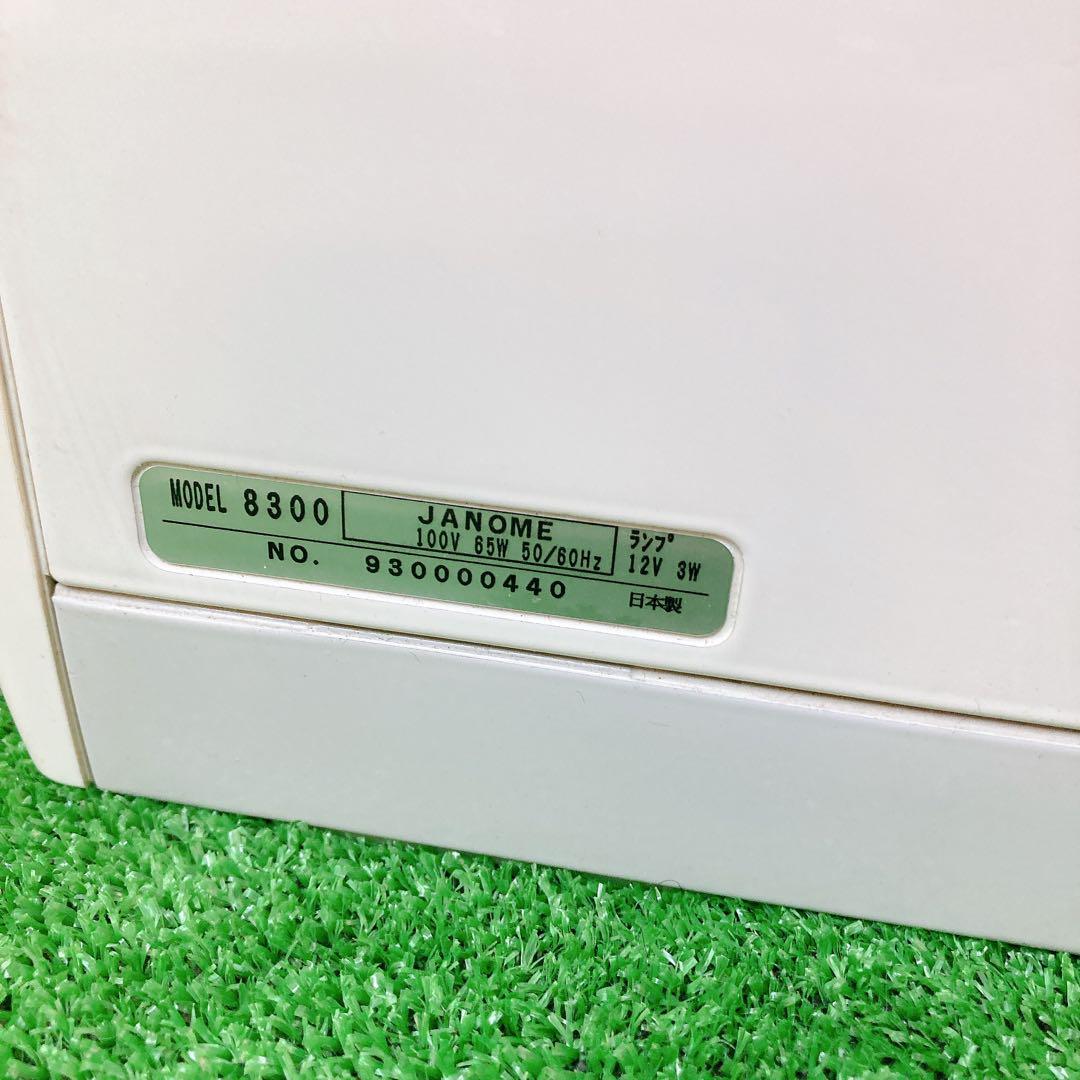 MODEL 8300
JANOME
100V 65W 50/60Hz
ﾗﾝﾌﾟ
12V 3W
NO. 930000440
日本製